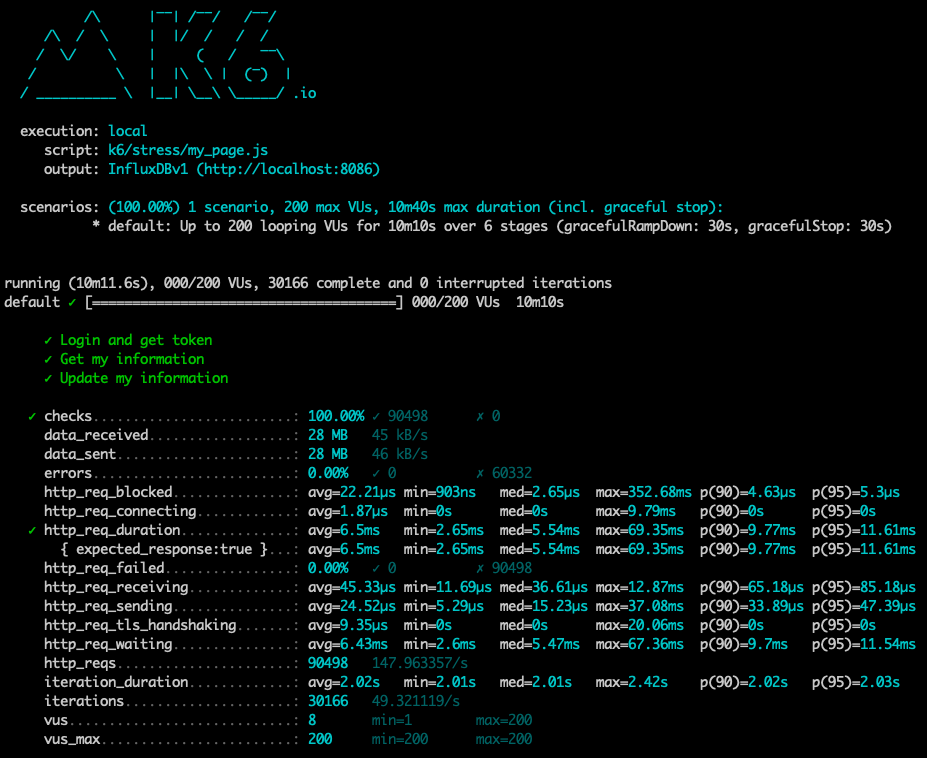 .io
execution: local
script: k6/stress/my_page.js
output: InfluxDBv1 (http://localhost:8086)
scenarios: (100.00%) 1 scenario, 200 max VUs, 10m40s max duration (incl. graceful stop):
* default: Up to 200 looping VUs for 10m10s over 6 stages (gracefulRampDown: 30s, gracefulStop: 30s)
running (10m11.6s), 000/200 VUs, 30166 complete and 0 interrupted iterations
default ✓ [======================================] 000/200 VUs  10m10s
✓ Login and get token
✓ Get my information
✓ Update my information
✓ checks.........................: 100.00% ✓ 90498      ✗ 0
data_received..................: 28 MB   45 kB/s
data_sent......................: 28 MB   46 kB/s
errors.........................: 0.00%   ✓ 0          ✗ 60332
http_req_blocked...............: avg=22.21µs min=903ns   med=2.65µs  max=352.68ms p(90)=4.63µs  p(95)=5.3µs
http_req_connecting............: avg=1.87µs  min=0s      med=0s      max=9.79ms   p(90)=0s      p(95)=0s
✓ http_req_duration..............: avg=6.5ms   min=2.65ms  med=5.54ms  max=69.35ms  p(90)=9.77ms  p(95)=11.61ms
{ expected_response:true }...: avg=6.5ms   min=2.65ms  med=5.54ms  max=69.35ms  p(90)=9.77ms  p(95)=11.61ms
http_req_failed................: 0.00%   ✓ 0          ✗ 90498
http_req_receiving.............: avg=45.33µs min=11.69µs med=36.61µs max=12.87ms  p(90)=65.18µs p(95)=85.18µs
http_req_sending...............: avg=24.52µs min=5.29µs  med=15.23µs max=37.08ms  p(90)=33.89µs p(95)=47.39µs
http_req_tls_handshaking.......: avg=9.35µs  min=0s      med=0s      max=20.06ms  p(90)=0s      p(95)=0s
http_req_waiting...............: avg=6.43ms  min=2.6ms   med=5.47ms  max=67.36ms  p(90)=9.7ms   p(95)=11.54ms
http_reqs......................: 90498   147.963357/s
iteration_duration.............: avg=2.02s   min=2.01s   med=2.01s   max=2.42s    p(90)=2.02s   p(95)=2.03s
iterations.....................: 30166   49.321119/s
vus............................: 8       min=1        max=200
vus_max........................: 200     min=200      max=200